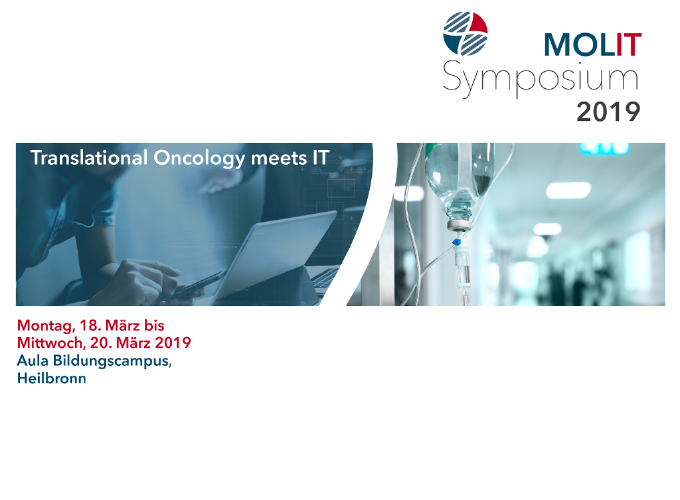 MOLIT
Symposium
2019
Translational Oncology meets IT
Montag, 18. März bis
Mittwoch, 20. März 2019
Aula Bildungscampus,
Heilbronn